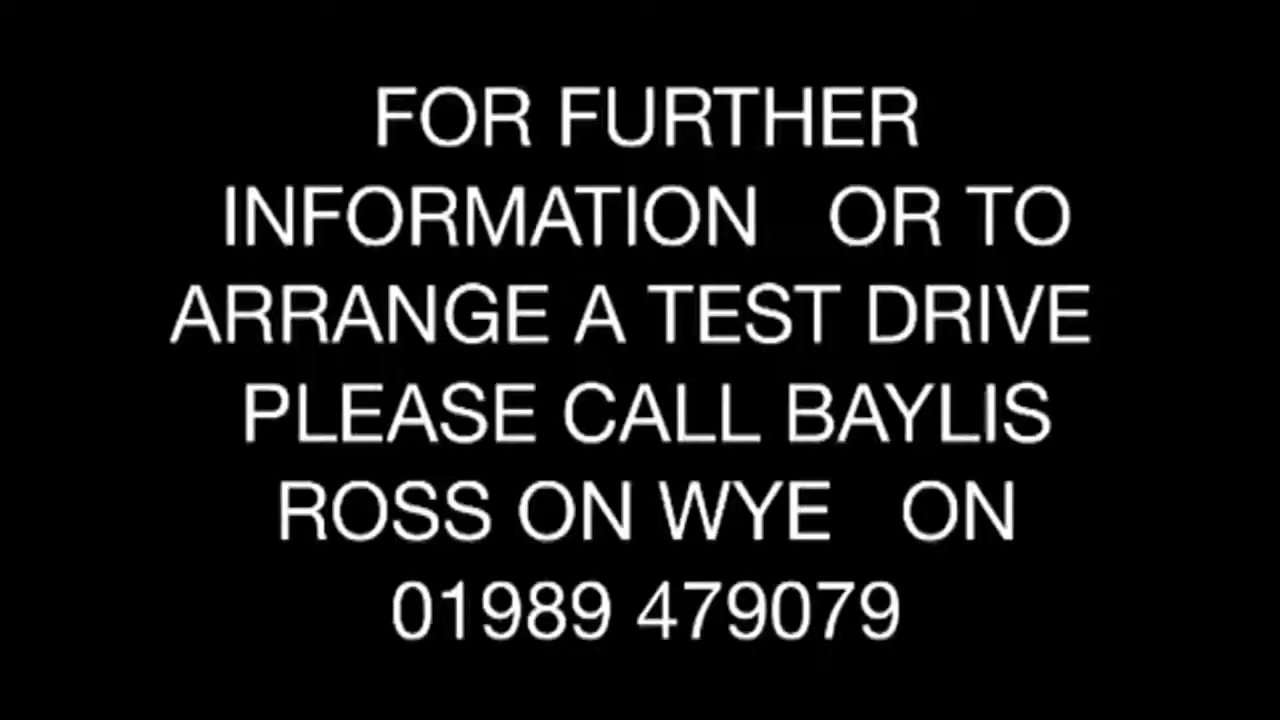 FOR FURTHER
INFORMATION OR TO
ARRANGE A TEST DRIVE
PLEASE CALL BAYLIS
ROSS ON WYE ON
01989 479079